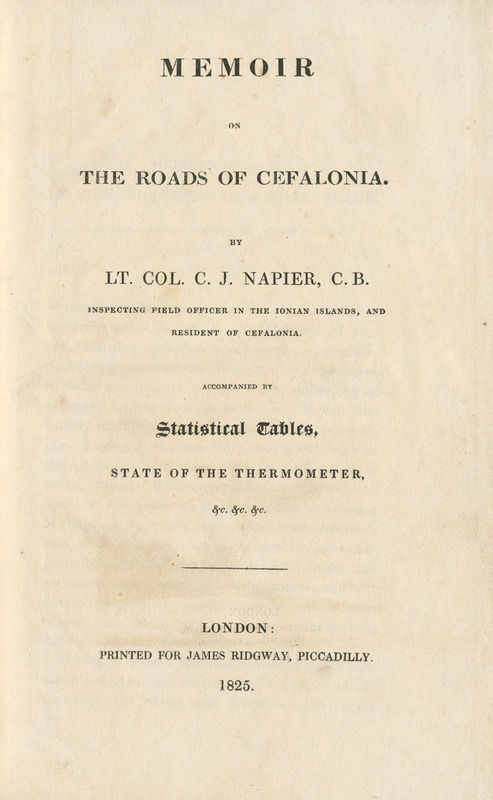 MEMOIR
ON
THE ROADS OF CEFALONIA.
BY
LT. COL. C. J. NAPIER, C.B.
INSPECTING FIELD OFFICER IN THE IONIAN ISLANDS, AND
RESIDENT OF CEFALONIA.
ACCOMPANIED BY
Statistical Tables,
STATE OF THE THERMOMETER,
&c. &c. &c.
LONDON:
PRINTED FOR JAMES RIDGWAY, PICCADILLY.
1825.